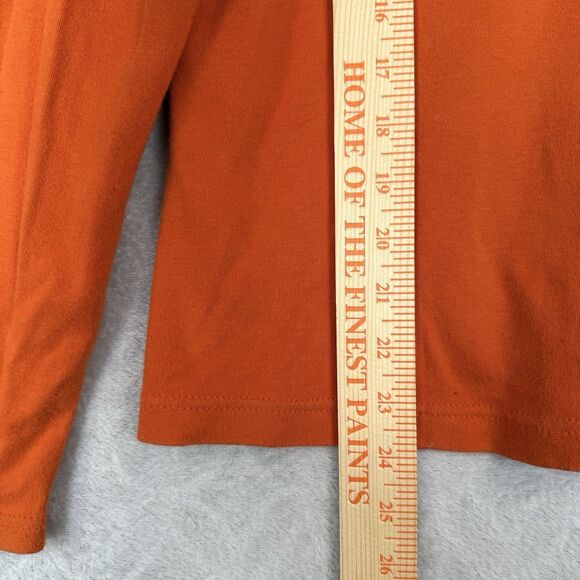 HOME OF THE FINEST PAINTS
16 17 18 19 20 21 22 23 24 25 26